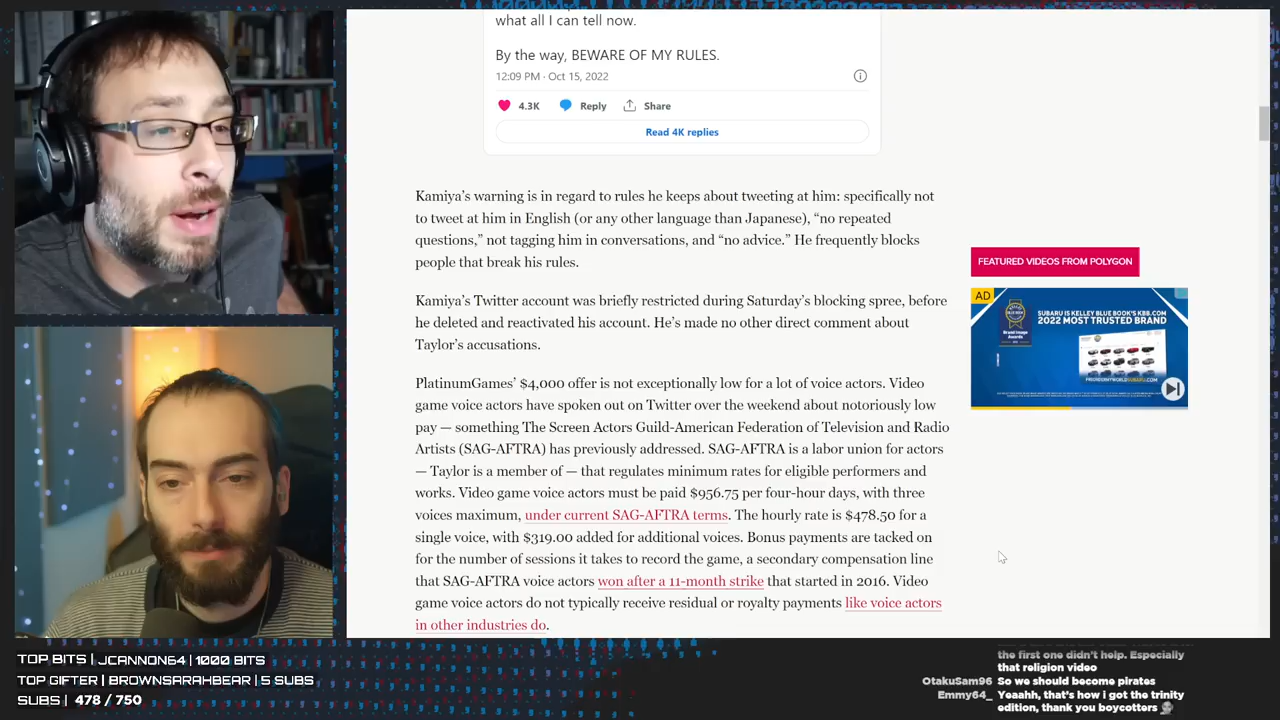 what all I can tell now.
By the way, BEWARE OF MY RULES.
12:09 PM · Oct 15, 2022
4.3K Reply Share
Read 4K replies
Kamiya's warning is in regard to rules he keeps about tweeting at him: specifically not
to tweet at him in English (or any other language than Japanese), “no repeated
questions,” not tagging him in conversations, and “no advice.” He frequently blocks
people that break his rules.
Kamiya's Twitter account was briefly restricted during Saturday's blocking spree, before
he deleted and reactivated his account. He's made no other direct comment about
Taylor's accusations.
PlatinumGames' $4,000 offer is not exceptionally low for a lot of voice actors. Video
game voice actors have spoken out on Twitter over the weekend about notoriously low
pay — something The Screen Actors Guild-American Federation of Television and Radio
Artists (SAG-AFTRA) has previously addressed. SAG-AFTRA is a labor union for actors
— Taylor is a member of — that regulates minimum rates for eligible performers and
works. Video game voice actors must be paid $956.75 per four-hour days, with three
voices maximum, under current SAG-AFTRA terms. The hourly rate is $478.50 for a
single voice, with $319.00 added for additional voices. Bonus payments are tacked on
for the number of sessions it takes to record the game, a secondary compensation line
that SAG-AFTRA voice actors won after a 11-month strike that started in 2016. Video
game voice actors do not typically receive residual or royalty payments like voice actors
in other industries do.
FEATURED VIDEOS FROM POLYGON
AD
SUBARU IS KELLEY BLUE BOOK'S KBB.COM
2022 MOST TRUSTED BRAND
TOP BITS | JCANNON64 | 1000 BITS
TOP GIFTER | BROWNSARAHBEAR | 5 SUBS
SUBS | 478 / 750
the first one didn't help. Especially
that religion video
OtakuSam96 So we should become pirates
Emmy64_ Yeaahh, that's how i got the trinity
edition, thank you boycotters